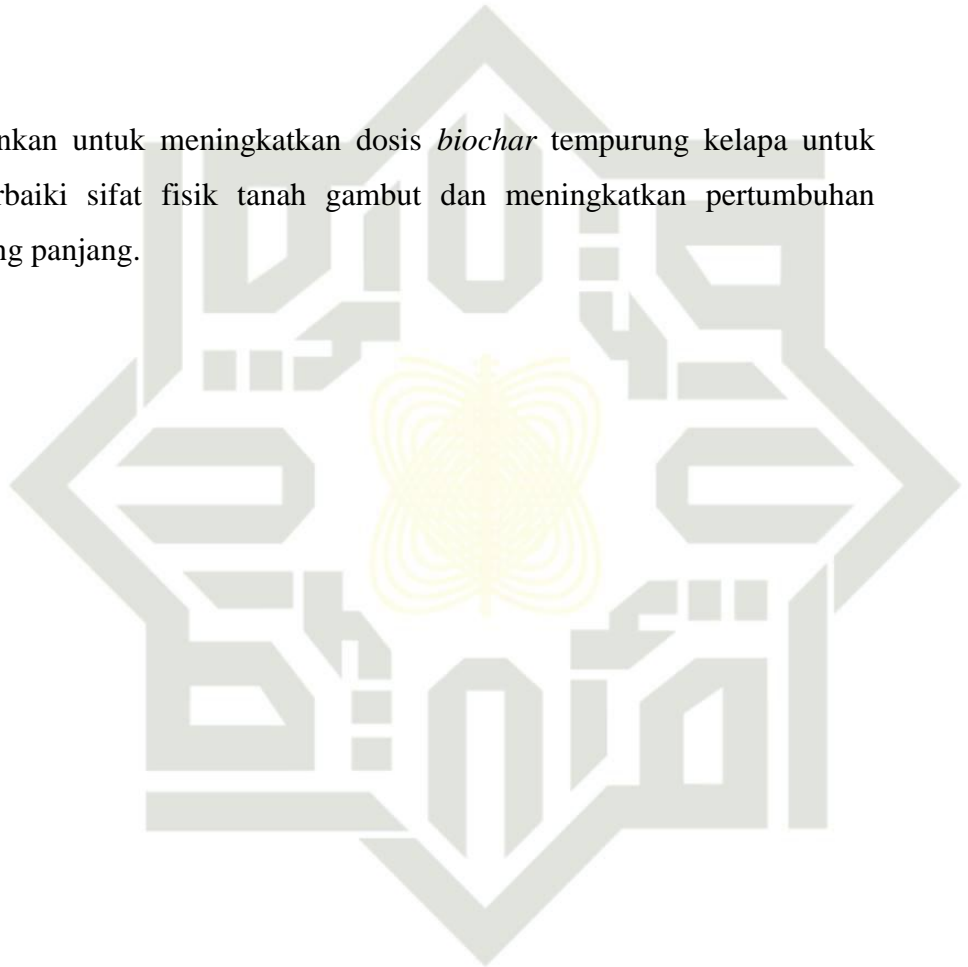 nkan untuk meningkatkan dosis biochar tempurung kelapa untuk
rbaiki sifat fisik tanah gambut dan meningkatkan pertumbuhan
ng panjang.